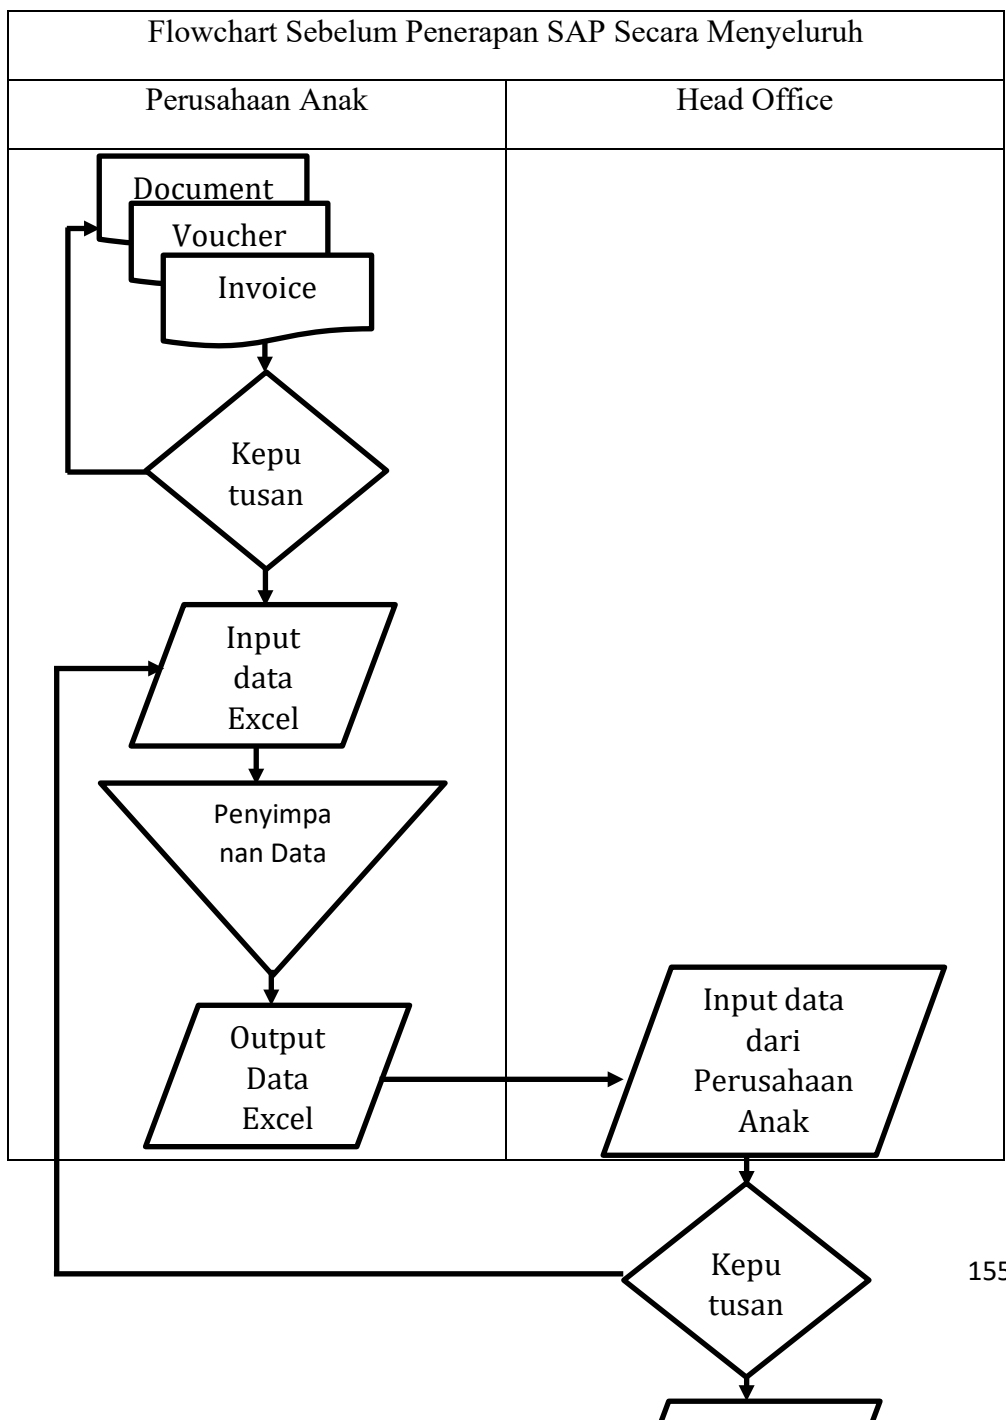 Flowchart Sebelum Penerapan SAP Secara Menyeluruh
Perusahaan Anak
Head Office
Document
Voucher
Invoice
Kepu
tusan
Input
data
Excel
Penyimpa
nan Data
Output
Data
Excel
Input data
dari
Perusahaan
Anak
Kepu
tusan
155